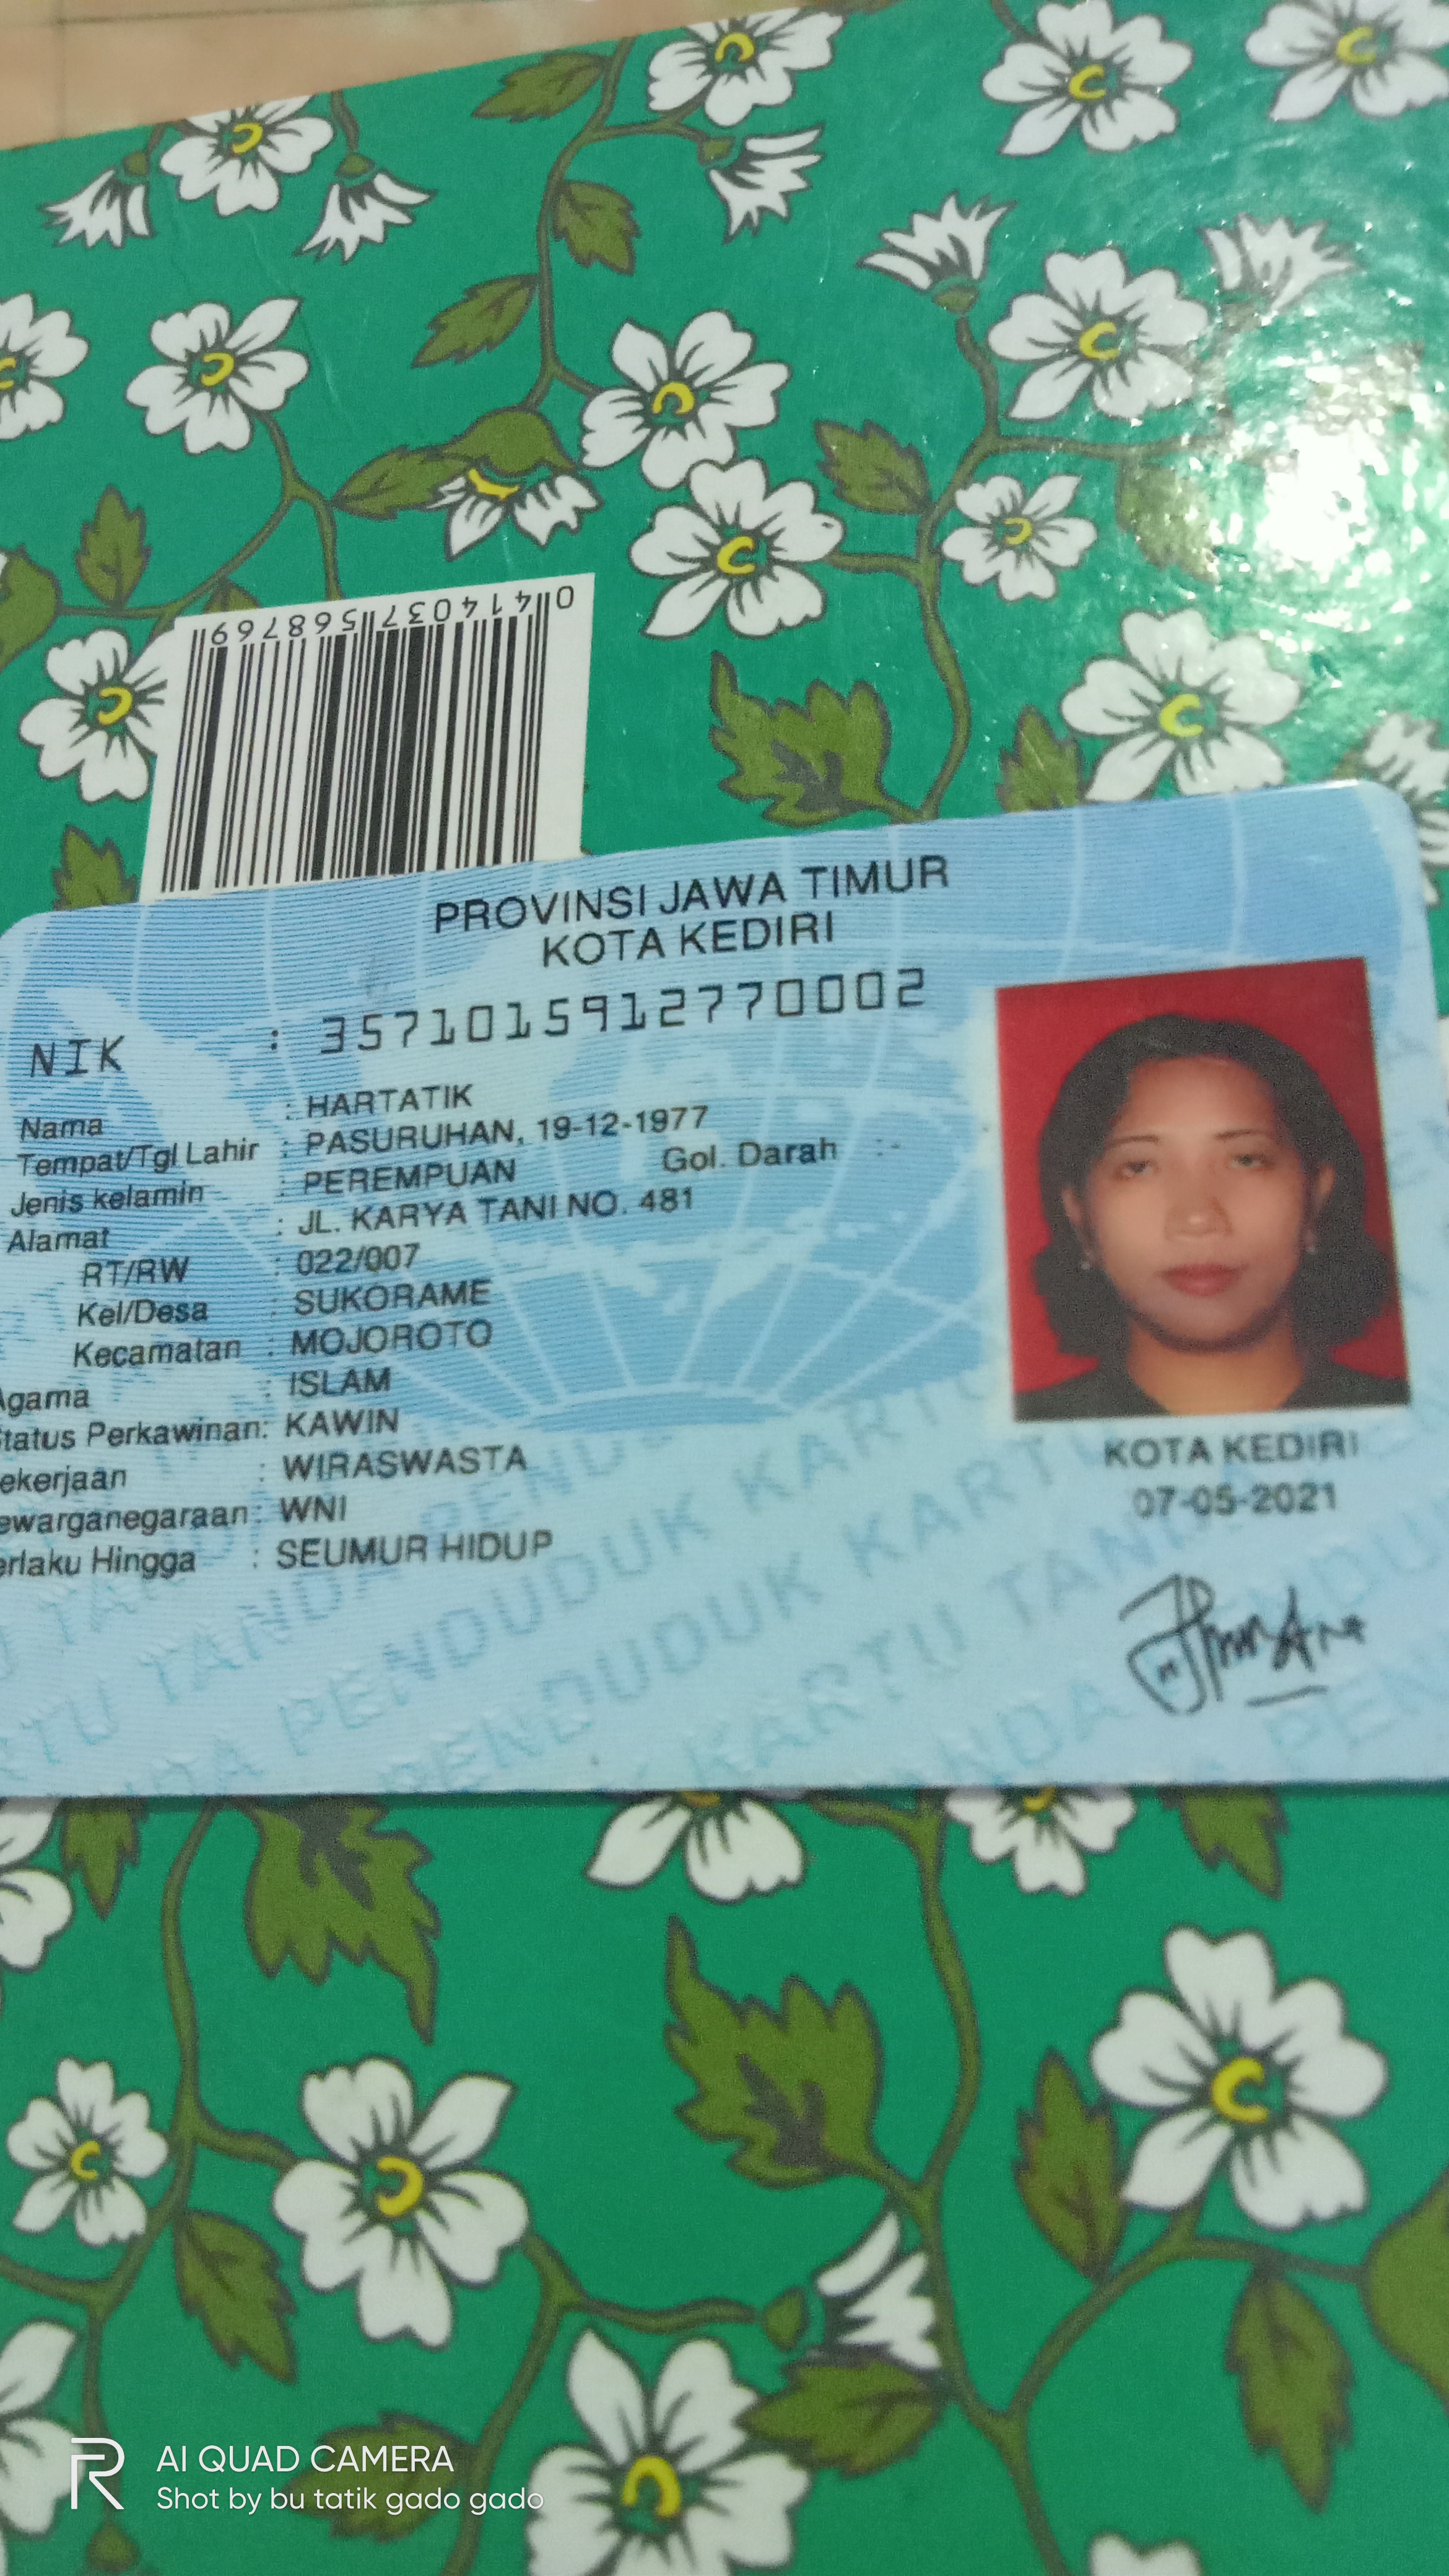 0 414037 568769
PROVINSI JAWA TIMUR
KOTA KEDIRI
NIK : 3571015912770002
Nama : HARTATIK
Tempat/Tgl Lahir : PASURUHAN, 19-12-1977
Jenis kelamin : PEREMPUAN Gol. Darah : -
Alamat : JL. KARYA TANI NO. 481
RT/RW : 022/007
Kel/Desa : SUKORAME
Kecamatan : MOJOROTO
Agama : ISLAM
Status Perkawinan: KAWIN
ekerjaan : WIRASWASTA
ewarganegaraan: WNI
erlaku Hingga : SEUMUR HIDUP
KOTA KEDIRI
07-05-2021
AI QUAD CAMERA
Shot by bu tatik gado gado